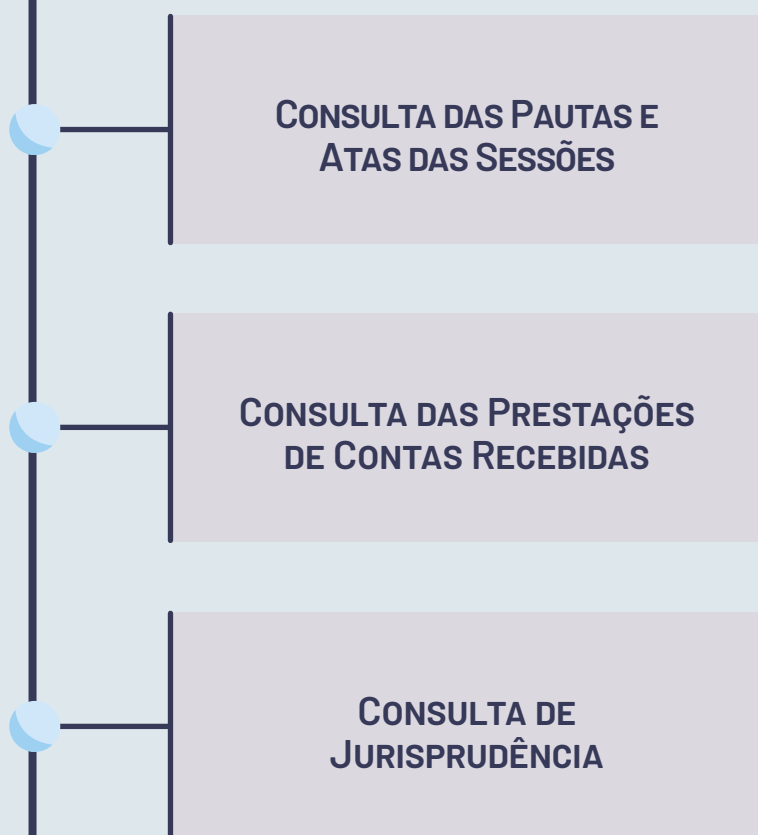 Consulta das Pautas e
Atas das Sessões
Consulta das Prestações
de Contas Recebidas
Consulta de
Jurisprudência